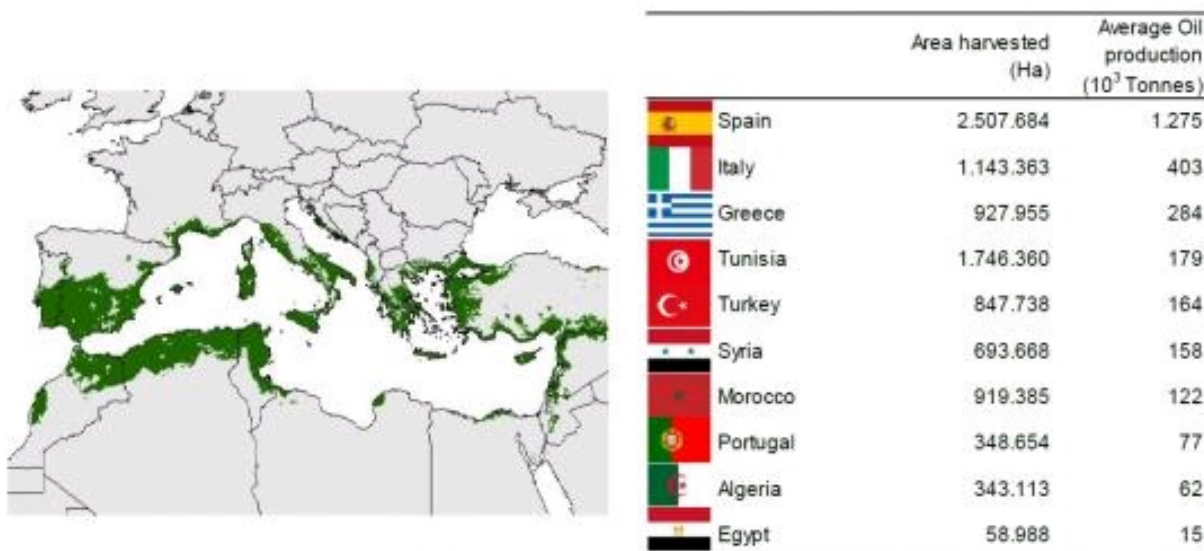 Area harvested (Ha) Average Oil production (10³ Tonnes)
Spain 2.507.684 1.275
Italy 1.143.363 403
Greece 927.955 284
Tunisia 1.746.360 179
Turkey 847.738 164
Syria 693.668 158
Morocco 919.385 122
Portugal 348.654 77
Algeria 343.113 62
Egypt 58.988 15